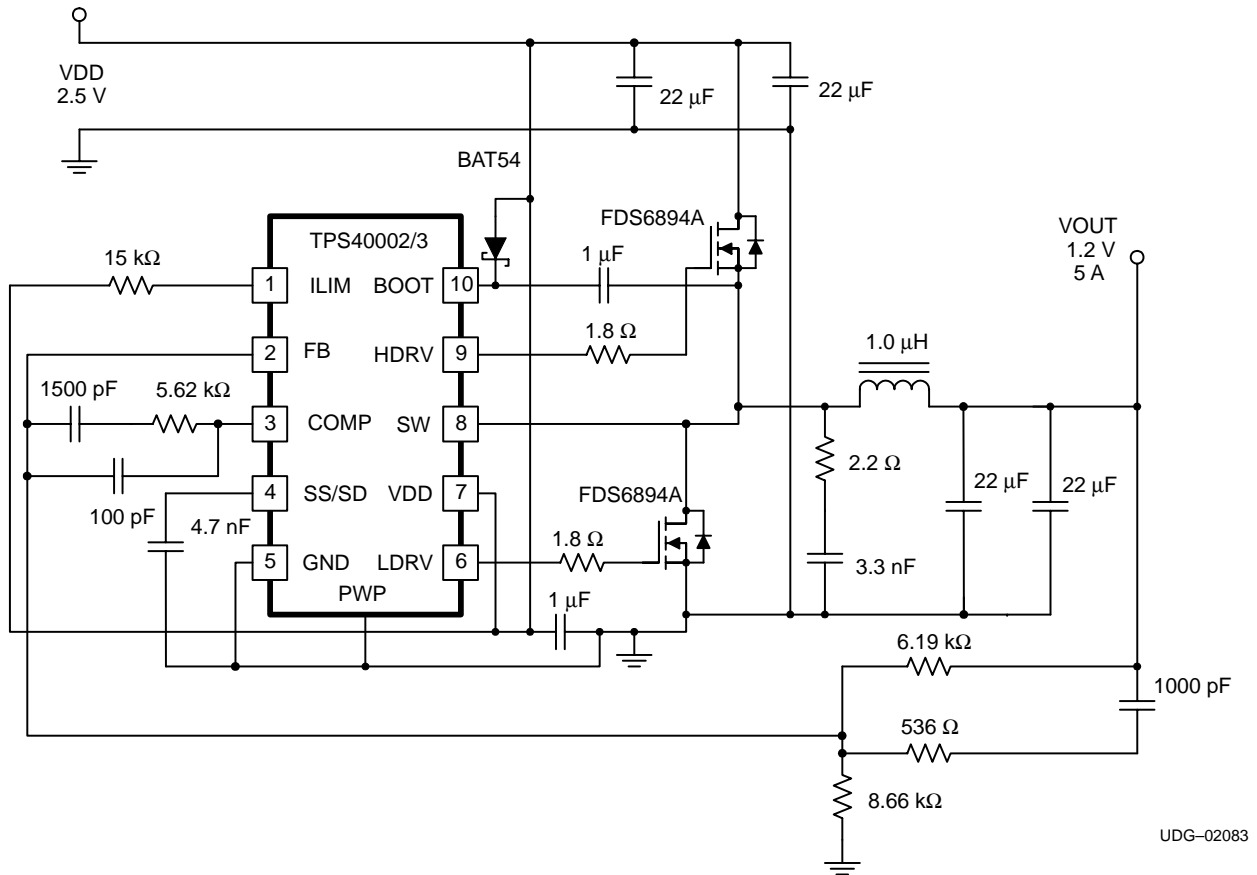 VDD
2.5 V
22 μF
22 μF
BAT54
FDS6894A
TPS40002/3
VOUT
1.2 V
5 A
15 kΩ
1
ILIM
BOOT
10
1 μF
2
FB
HDRV
9
1.8 Ω
1.0 μH
1500 pF
5.62 kΩ
3
COMP
SW
8
2.2 Ω
100 pF
4
SS/SD
VDD
7
FDS6894A
22 μF
22 μF
4.7 nF
1.8 Ω
5
GND
LDRV
6
3.3 nF
PWP
1 μF
6.19 kΩ
1000 pF
536 Ω
8.66 kΩ
UDG–02083